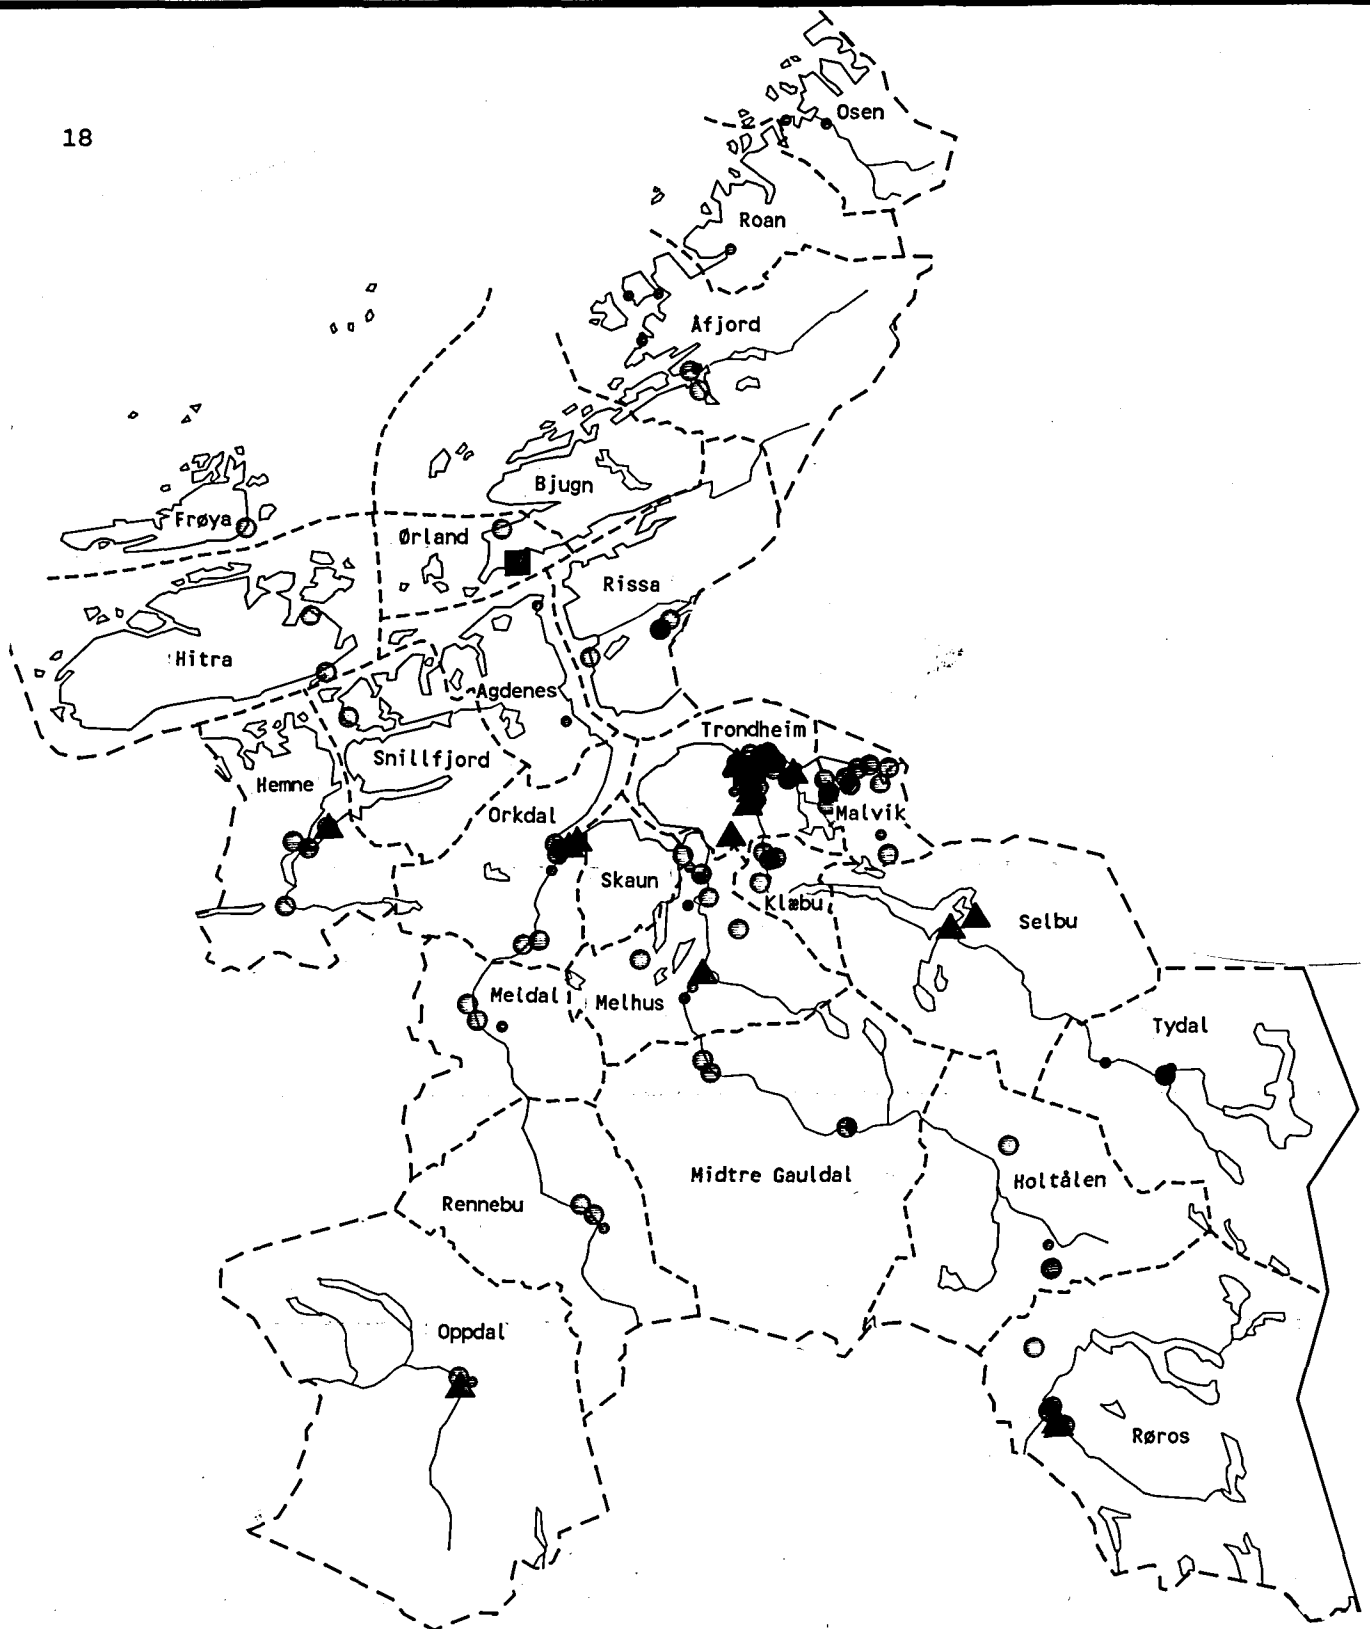 18
Osen
Roan
Åfjord
Bjugn
Frøya
Ørland
Rissa
Hitra
Agdenes
Trondheim
Snillfjord
Hemne
Orkdal
Malvik
Skaun
Klæbu
Selbu
Meldal
Melhus
Tydal
Midtre Gauldal
Holtålen
Rennebu
Oppdal
Røros